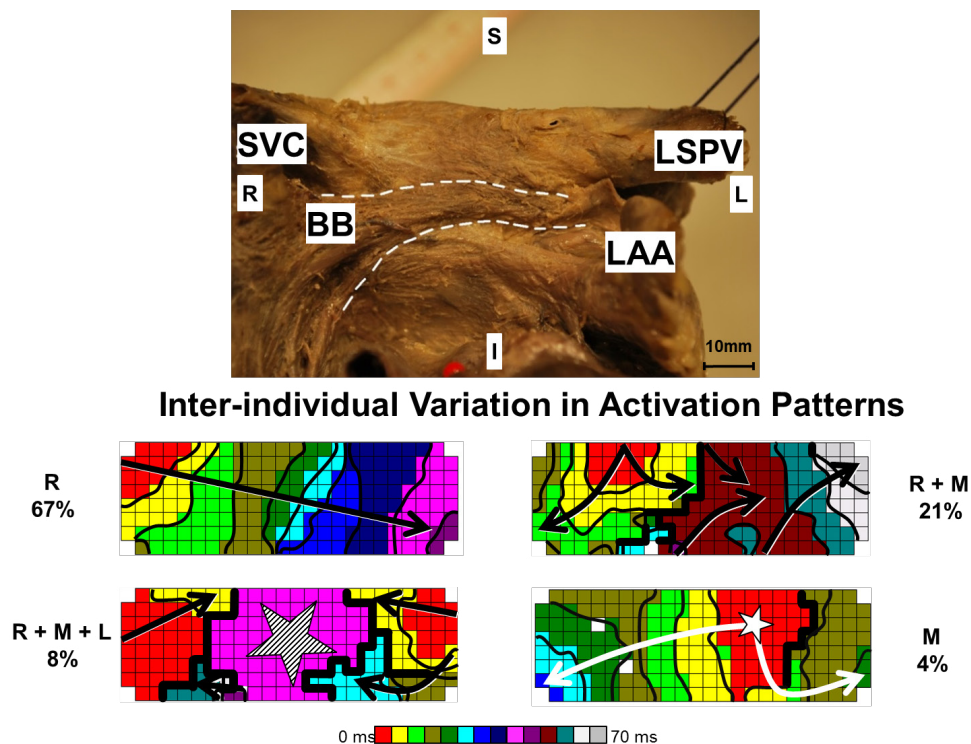 S
SVC
LSPV
R
L
BB
LAA
I
10mm
Inter-individual Variation in Activation Patterns
R
67%
R + M
21%
R + M + L
8%
M
4%
0 ms
70 ms